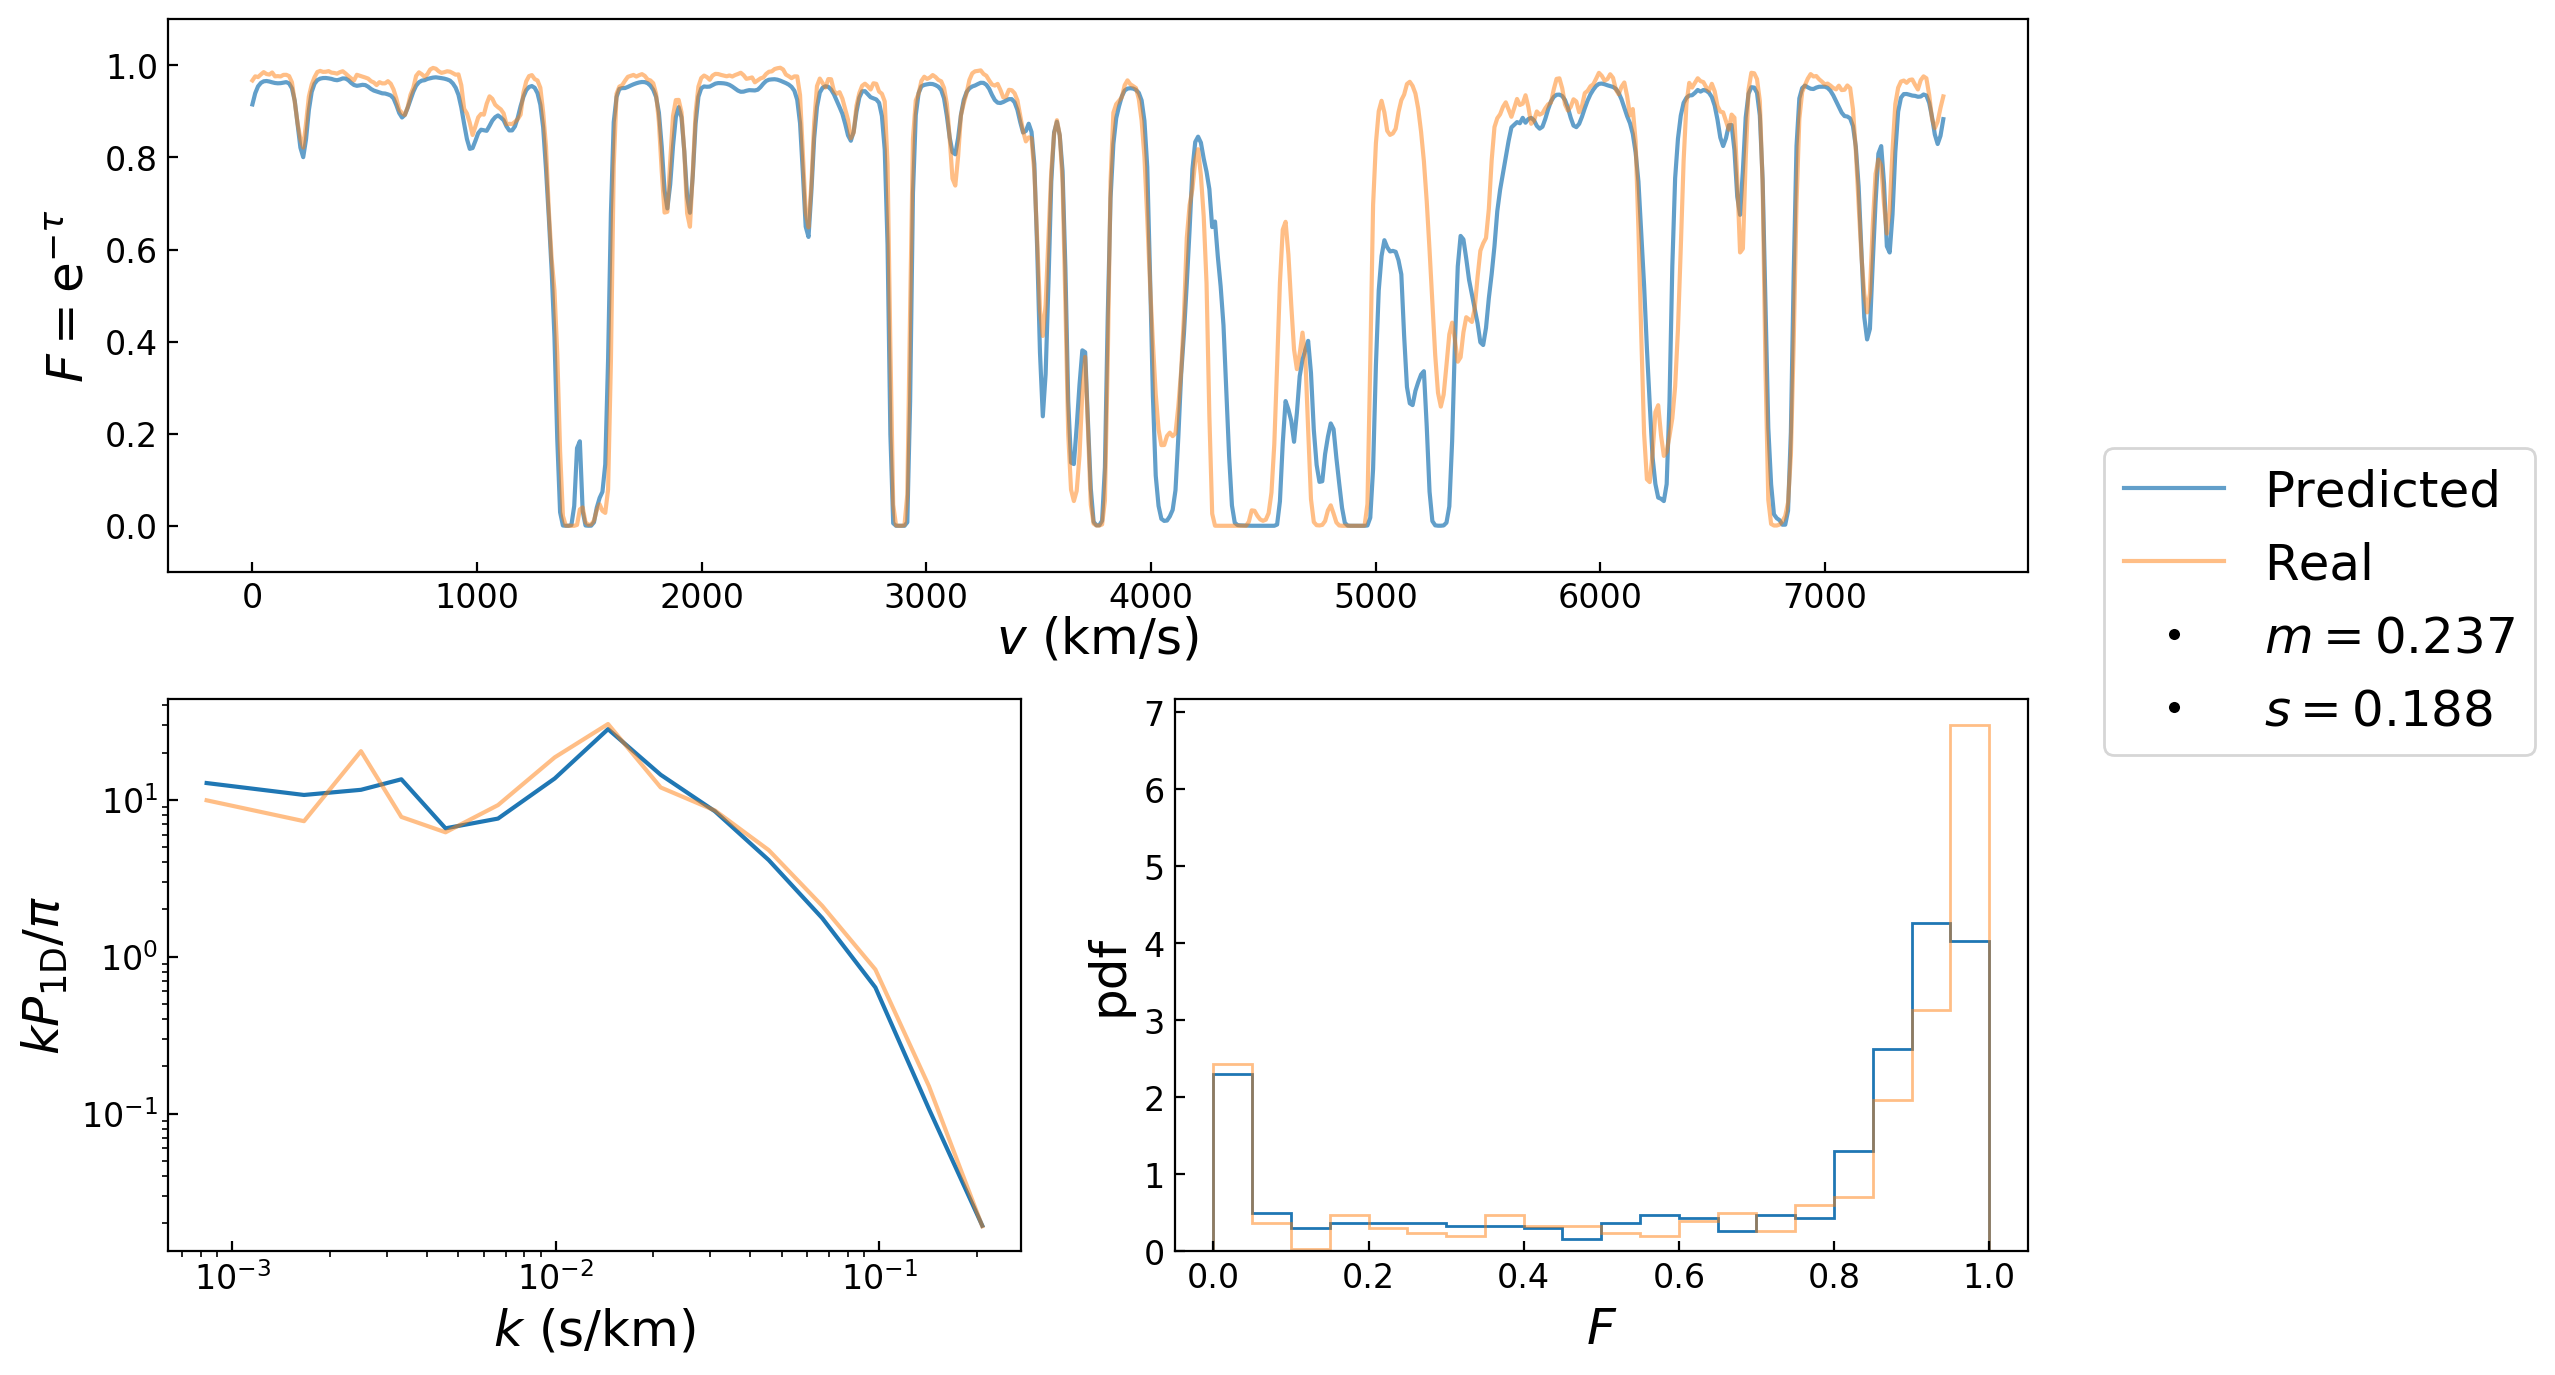 1.0
0.8
0.6
0.4
0.2
0.0
F = e^{-τ}
0 1000 2000 3000 4000 5000 6000 7000
v (km/s)
Predicted
Real
m = 0.237
s = 0.188
10^1
10^0
10^{-1}
kP_{1D}/π
10^{-3} 10^{-2} 10^{-1}
k (s/km)
7
6
5
4
3
2
1
0
pdf
0.0 0.2 0.4 0.6 0.8 1.0
F